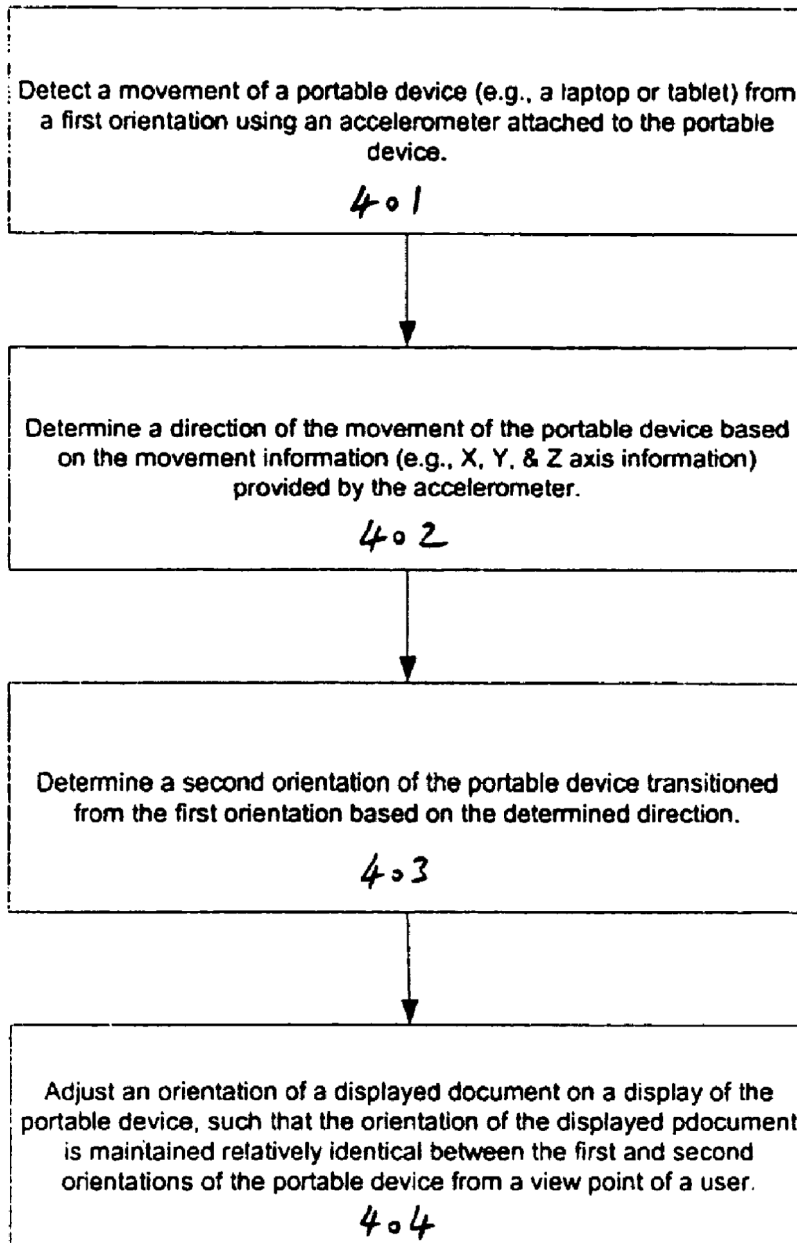 Detect a movement of a portable device (e.g., a laptop or tablet) from
a first orientation using an accelerometer attached to the portable
device.
401
Determine a direction of the movement of the portable device based
on the movement information (e.g., X, Y, & Z axis information)
provided by the accelerometer.
402
Determine a second orientation of the portable device transitioned
from the first orientation based on the determined direction.
403
Adjust an orientation of a displayed document on a display of the
portable device, such that the orientation of the displayed pdocument
is maintained relatively identical between the first and second
orientations of the portable device from a view point of a user.
404